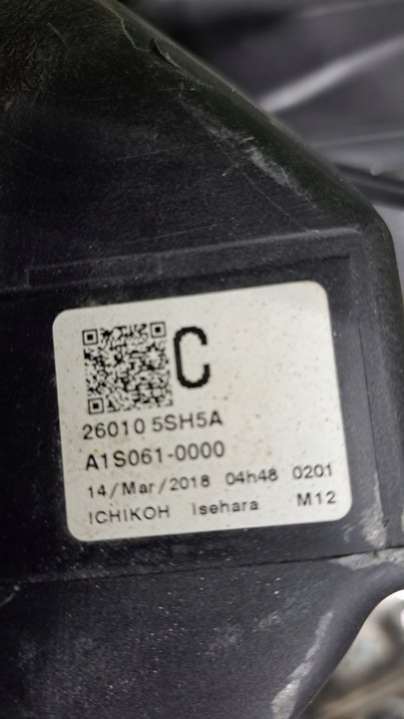 C
26010 5SH5A
A1S061-0000
14/Mar/2018 04h48 0201
ICHIKOH Isehara M12